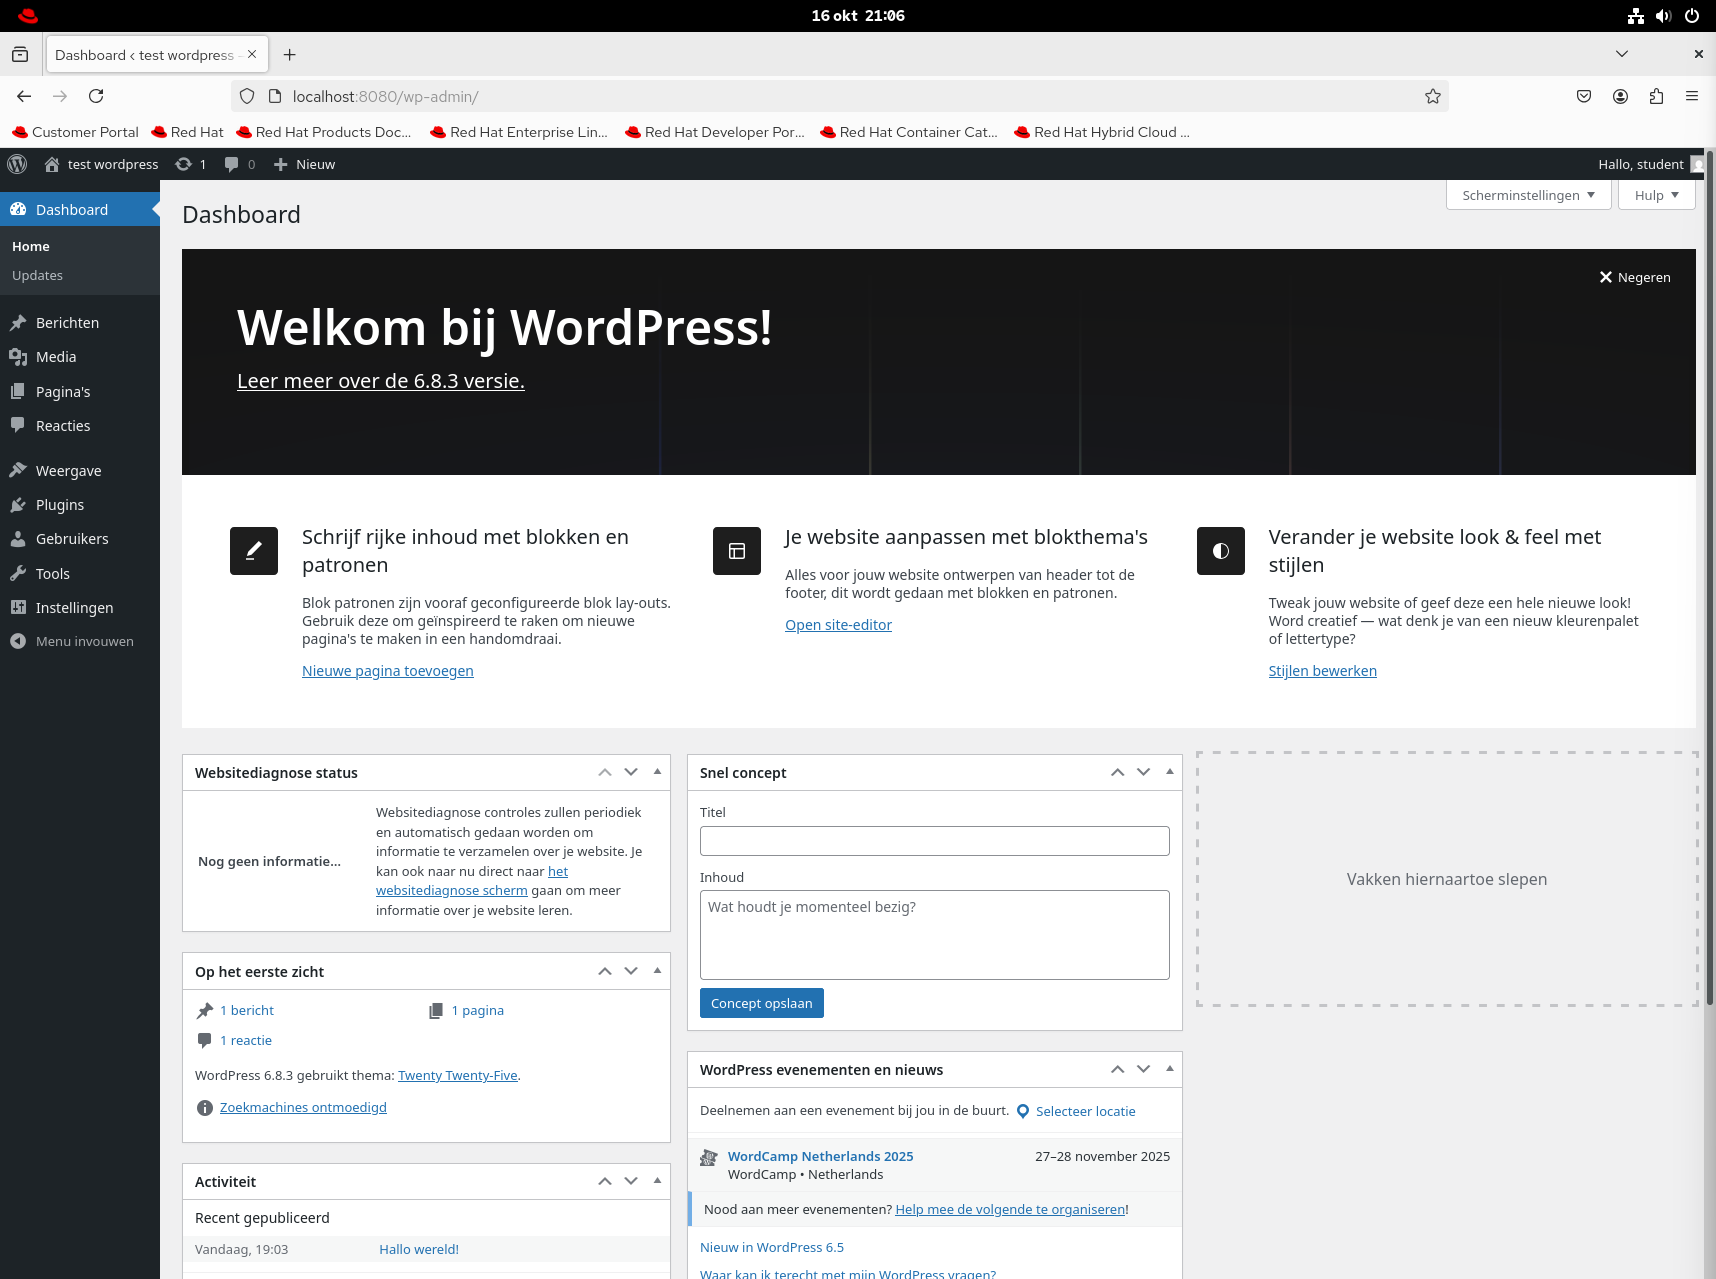 16 okt 21:06
Dashboard ‹ test wordpress
localhost:8080/wp-admin/
Customer Portal
Red Hat
Red Hat Products Doc...
Red Hat Enterprise Lin...
Red Hat Developer Por...
Red Hat Container Cat...
Red Hat Hybrid Cloud ...
test wordpress
1
0
Nieuw
Hallo, student
Dashboard
Home
Updates
Berichten
Media
Pagina's
Reacties
Weergave
Plugins
Gebruikers
Tools
Instellingen
Menu invouwen
Scherminstellingen
Hulp
Dashboard
Negeren
Welkom bij WordPress!
Leer meer over de 6.8.3 versie.
Schrijf rijke inhoud met blokken en
patronen
Blok patronen zijn vooraf geconfigureerde blok lay-outs.
Gebruik deze om geïnspireerd te raken om nieuwe
pagina's te maken in een handomdraai.
Nieuwe pagina toevoegen
Je website aanpassen met blokthema's
Alles voor jouw website ontwerpen van header tot de
footer, dit wordt gedaan met blokken en patronen.
Open site-editor
Verander je website look & feel met
stijlen
Tweak jouw website of geef deze een hele nieuwe look!
Word creatief — wat denk je van een nieuw kleurenpalet
of lettertype?
Stijlen bewerken
Websitediagnose status
Nog geen informatie...
Websitediagnose controles zullen periodiek
en automatisch gedaan worden om
informatie te verzamelen over je website. Je
kan ook naar nu direct naar het
websitediagnose scherm gaan om meer
informatie over je website leren.
Op het eerste zicht
1 bericht
1 pagina
1 reactie
WordPress 6.8.3 gebruikt thema: Twenty Twenty-Five.
Zoekmachines ontmoedigd
Activiteit
Recent gepubliceerd
Vandaag, 19:03
Hallo wereld!
Snel concept
Titel
Inhoud
Wat houdt je momenteel bezig?
Concept opslaan
WordPress evenementen en nieuws
Deelnemen aan een evenement bij jou in de buurt.
Selecteer locatie
WordCamp Netherlands 2025
27–28 november 2025
WordCamp • Netherlands
Nood aan meer evenementen? Help mee de volgende te organiseren!
Nieuw in WordPress 6.5
Waar kan ik terecht met mijn WordPress vragen?
Vakken hiernaartoe slepen